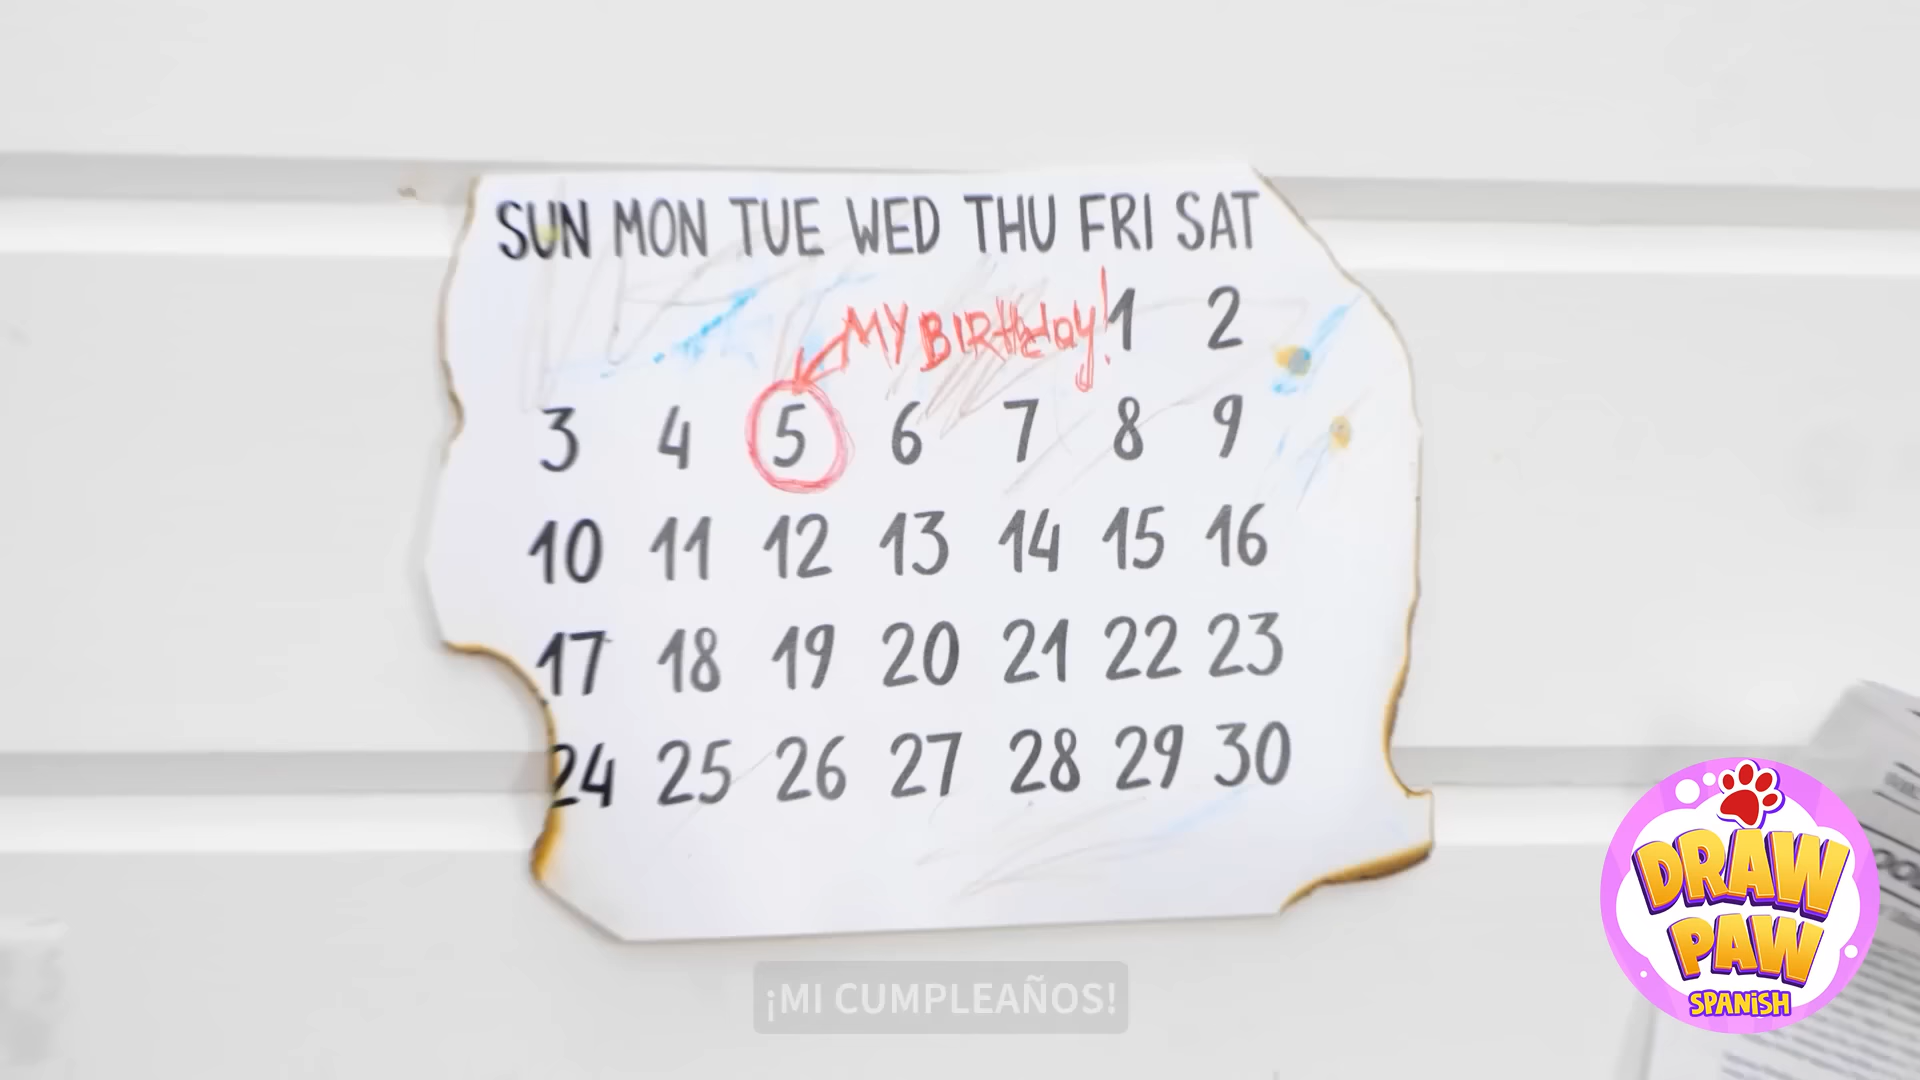 SUN MON TUE WED THU FRI SAT
MY BIRthday! 1 2
3 4 5 6 7 8 9
10 11 12 13 14 15 16
17 18 19 20 21 22 23
24 25 26 27 28 29 30
¡MI CUMPLEAÑOS!
DRAW
PAW
SPANISH